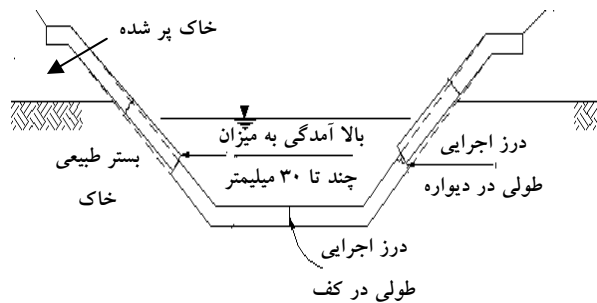 خاک پر شده
بالا آمدگی به میزان
چند تا ۳۰ میلیمتر
درز اجرایی
طولی در دیواره
بستر طبیعی
خاک
درز اجرایی
طولی در کف